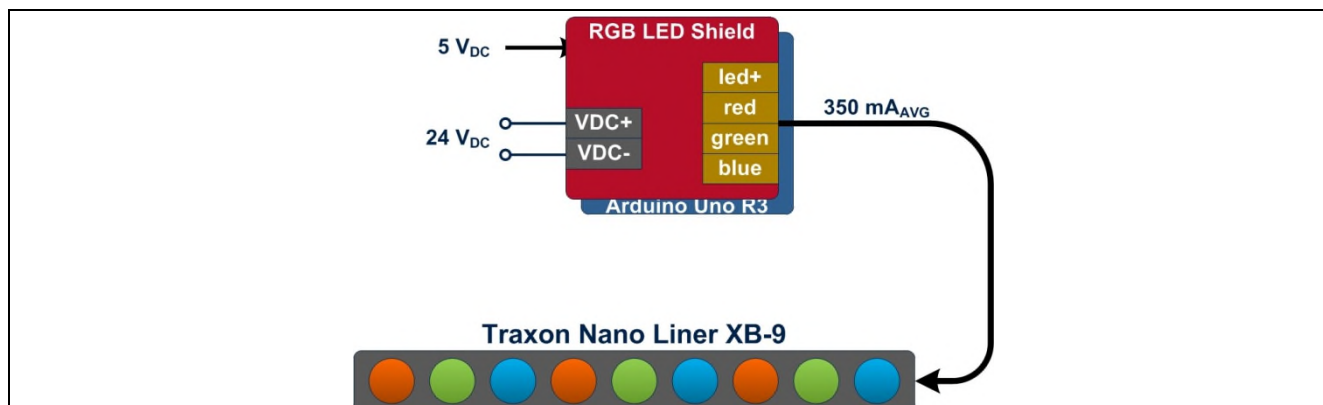 RGB LED Shield
5 VDC
led+
red
350 mAAVG
VDC+
24 VDC
green
VDC-
blue
Arduino Uno R3
Traxon Nano Liner XB-9